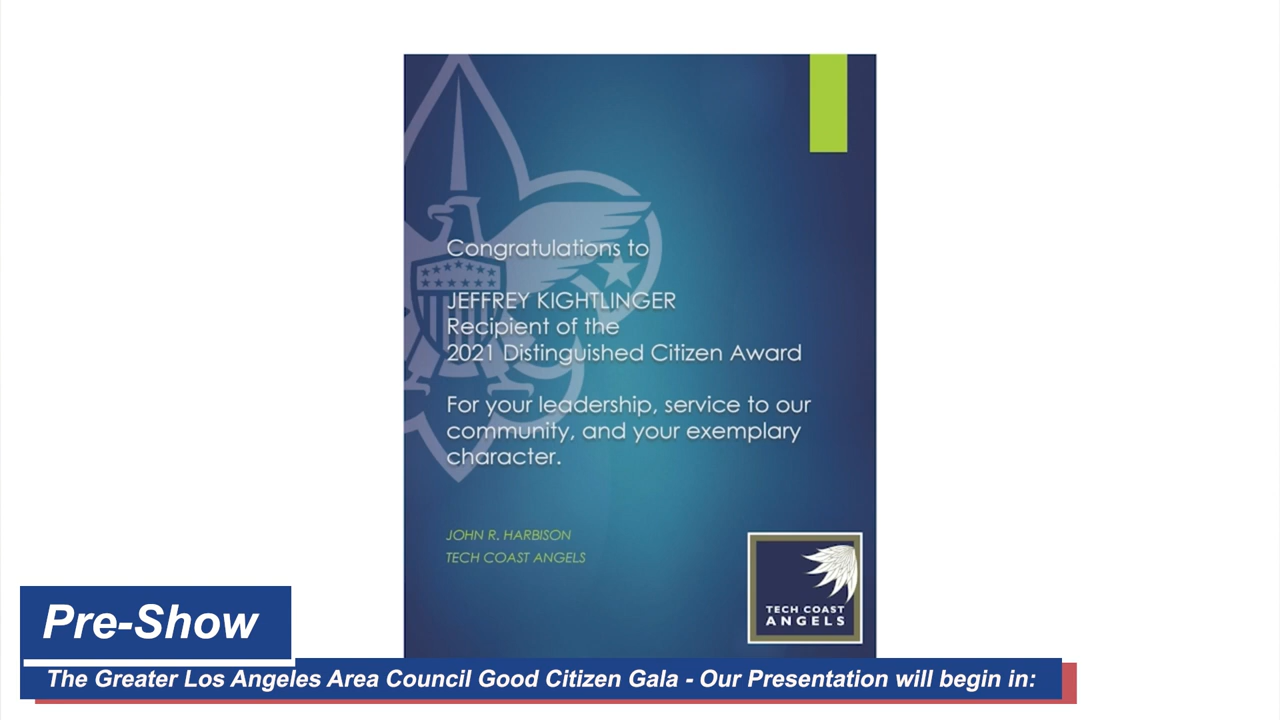 Congratulations to
JEFFREY KIGHTLINGER
Recipient of the
2021 Distinguished Citizen Award
For your leadership, service to our
community, and your exemplary
character.
JOHN R. HARBISON
TECH COAST ANGELS
TECH COAST
ANGELS
Pre-Show
The Greater Los Angeles Area Council Good Citizen Gala - Our Presentation will begin in: